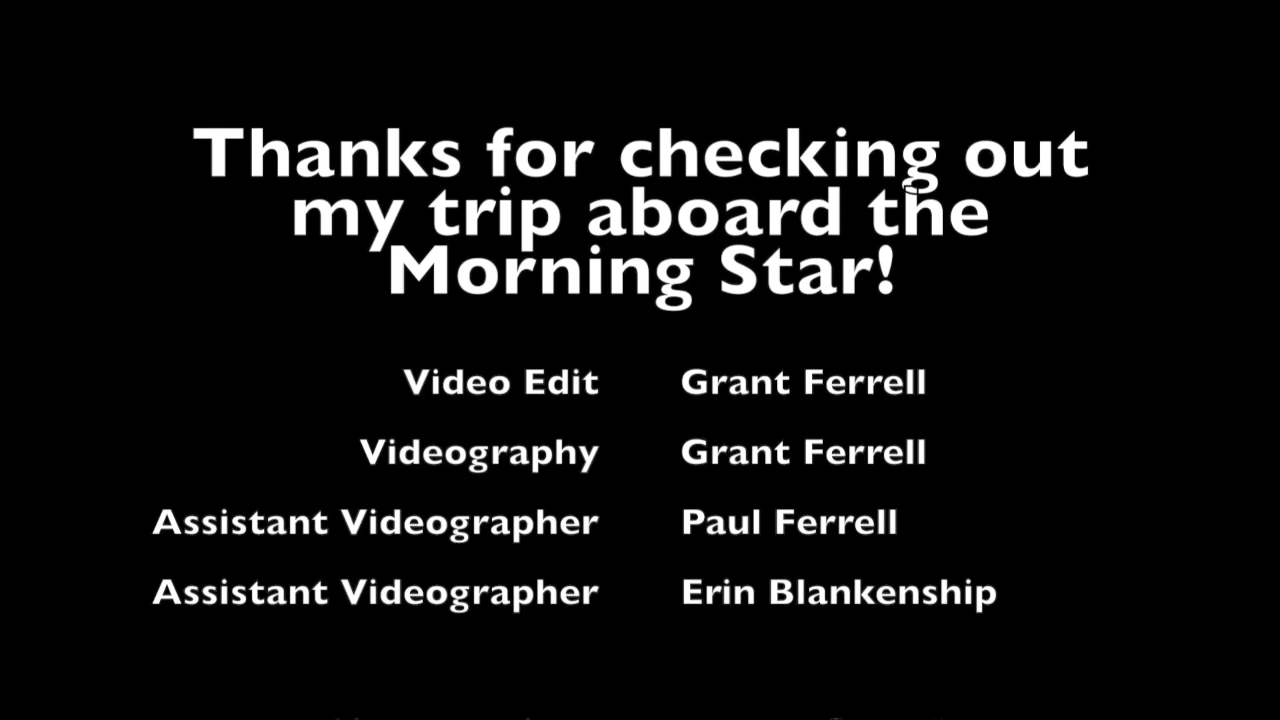 Thanks for checking out
my trip aboard the
Morning Star!
Video Edit Grant Ferrell
Videography Grant Ferrell
Assistant Videographer Paul Ferrell
Assistant Videographer Erin Blankenship